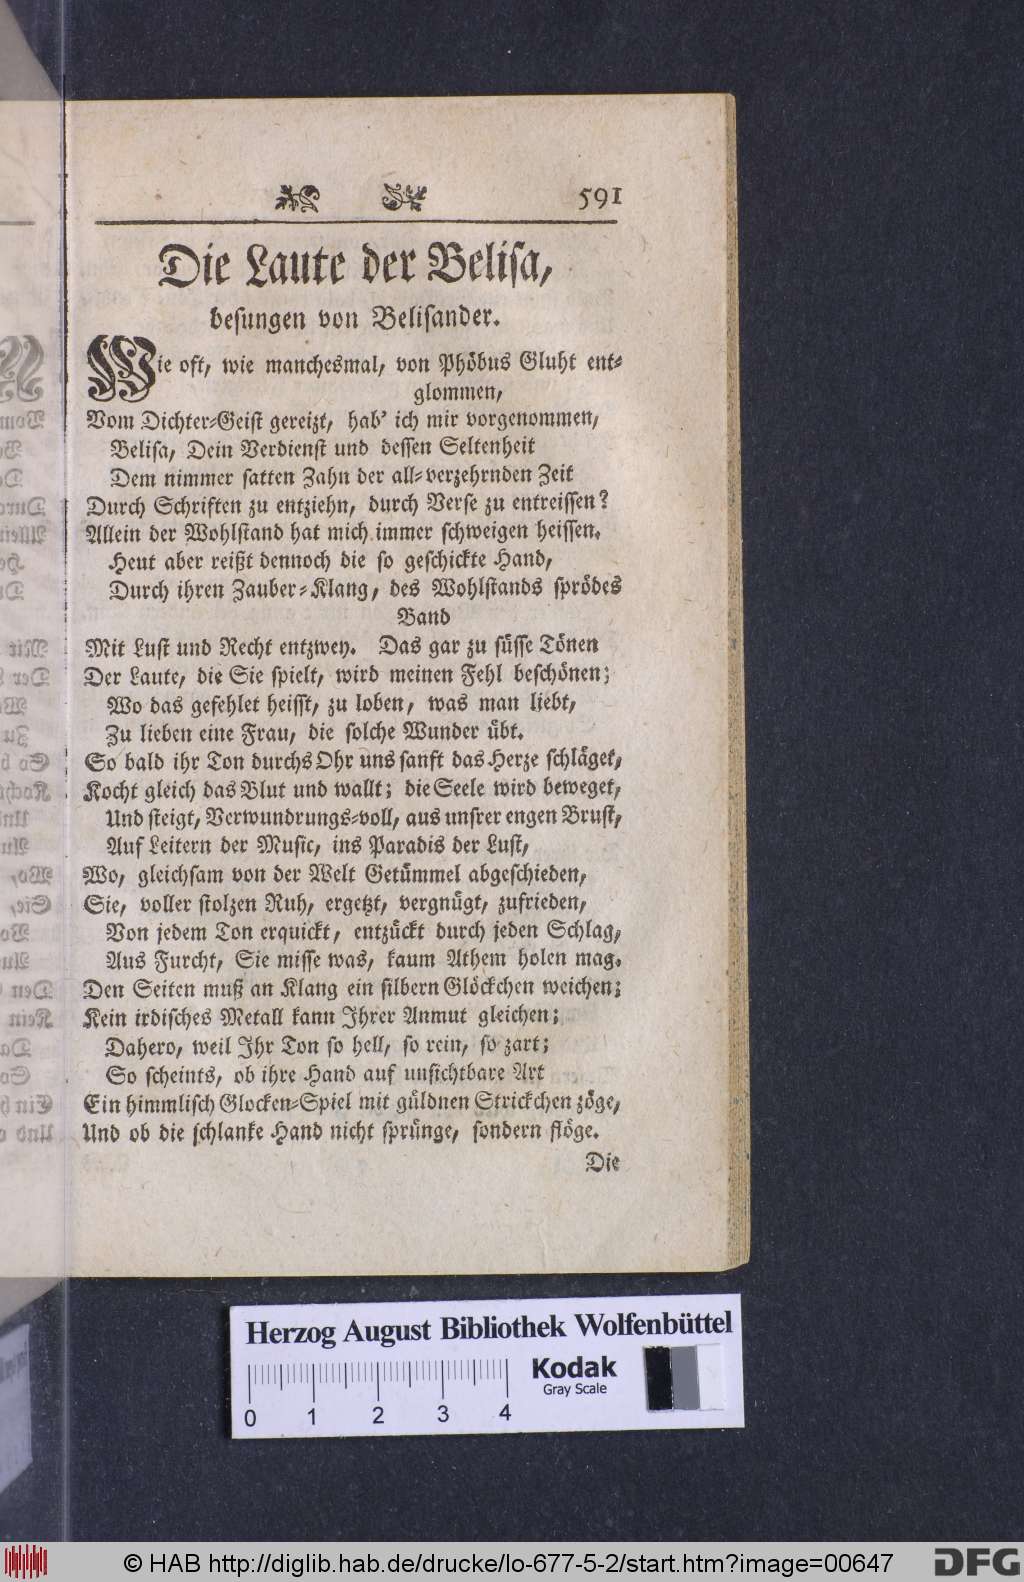 591
Die Laute der Belisa,
besungen von Belisander.
Wie oft, wie manchesmal, von Phöbus Gluht ent-
glommen,
Vom Dichter-Geist gereizt, hab' ich mir vorgenommen,
Belisa, Dein Verdienst und dessen Seltenheit
Dem nimmer satten Zahn der all-verzehrnden Zeit
Durch Schriften zu entziehn, durch Verse zu entreissen?
Allein der Wohlstand hat mich immer schweigen heissen.
Heut aber reißt dennoch die so geschickte Hand,
Durch ihren Zauber-Klang, des Wohlstands sprödes
Band
Mit Lust und Recht entzwey. Das gar zu süsse Tönen
Der Laute, die Sie spielt, wird meinen Fehl beschönen;
Wo das gefehlet heisst, zu loben, was man liebt,
Zu lieben eine Frau, die solche Wunder übt.
So bald ihr Ton durchs Ohr uns sanft das Herze schläget,
Kocht gleich das Blut und wallt; die Seele wird beweget,
Und steigt, Verwundrungs-voll, aus unsrer engen Brust,
Auf Leitern der Music, ins Paradis der Lust,
Wo, gleichsam von der Welt Getümmel abgeschieden,
Sie, voller stolzen Ruh, ergetzt, vergnügt, zufrieden,
Von jedem Ton erquickt, entzückt durch jeden Schlag,
Aus Furcht, Sie misse was, kaum Athem holen mag.
Den Seiten muß an Klang ein silbern Glöckchen weichen;
Kein irdisches Metall kann Ihrer Anmut gleichen;
Dahero, weil Ihr Ton so hell, so rein, so zart;
So scheints, ob ihre Hand auf unsichtbare Art
Ein himmlisch Glocken-Spiel mit güldnen Strickchen zöge,
Und ob die schlanke Hand nicht sprünge, sondern flöge.
Die
Herzog August Bibliothek Wolfenbüttel
Kodak
Gray Scale
0 1 2 3 4
© HAB http://diglib.hab.de/drucke/lo-677-5-2/start.htm?image=00647
DFG